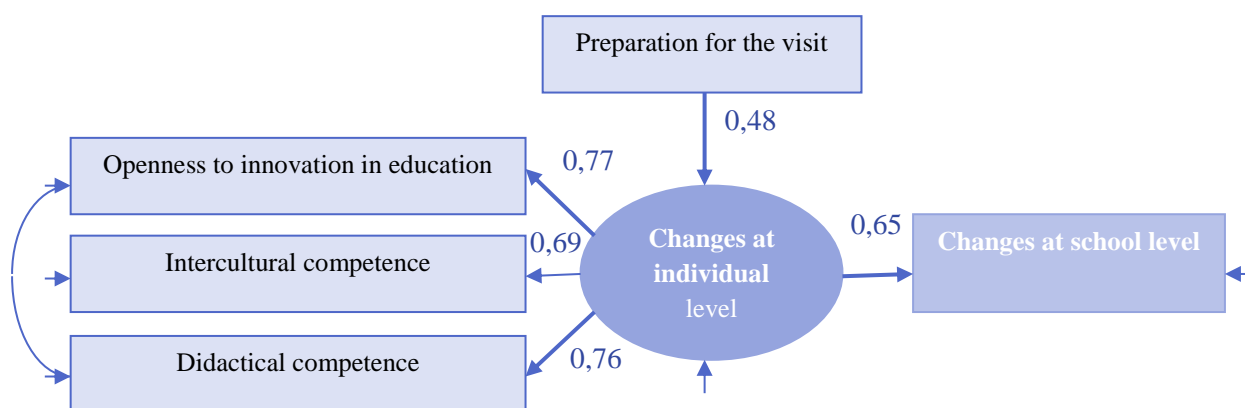 Preparation for the visit
0,48
Openness to innovation in education
0,77
Intercultural competence
0,69
Changes at
individual
level
0,65
Changes at school level
Didactical competence
0,76